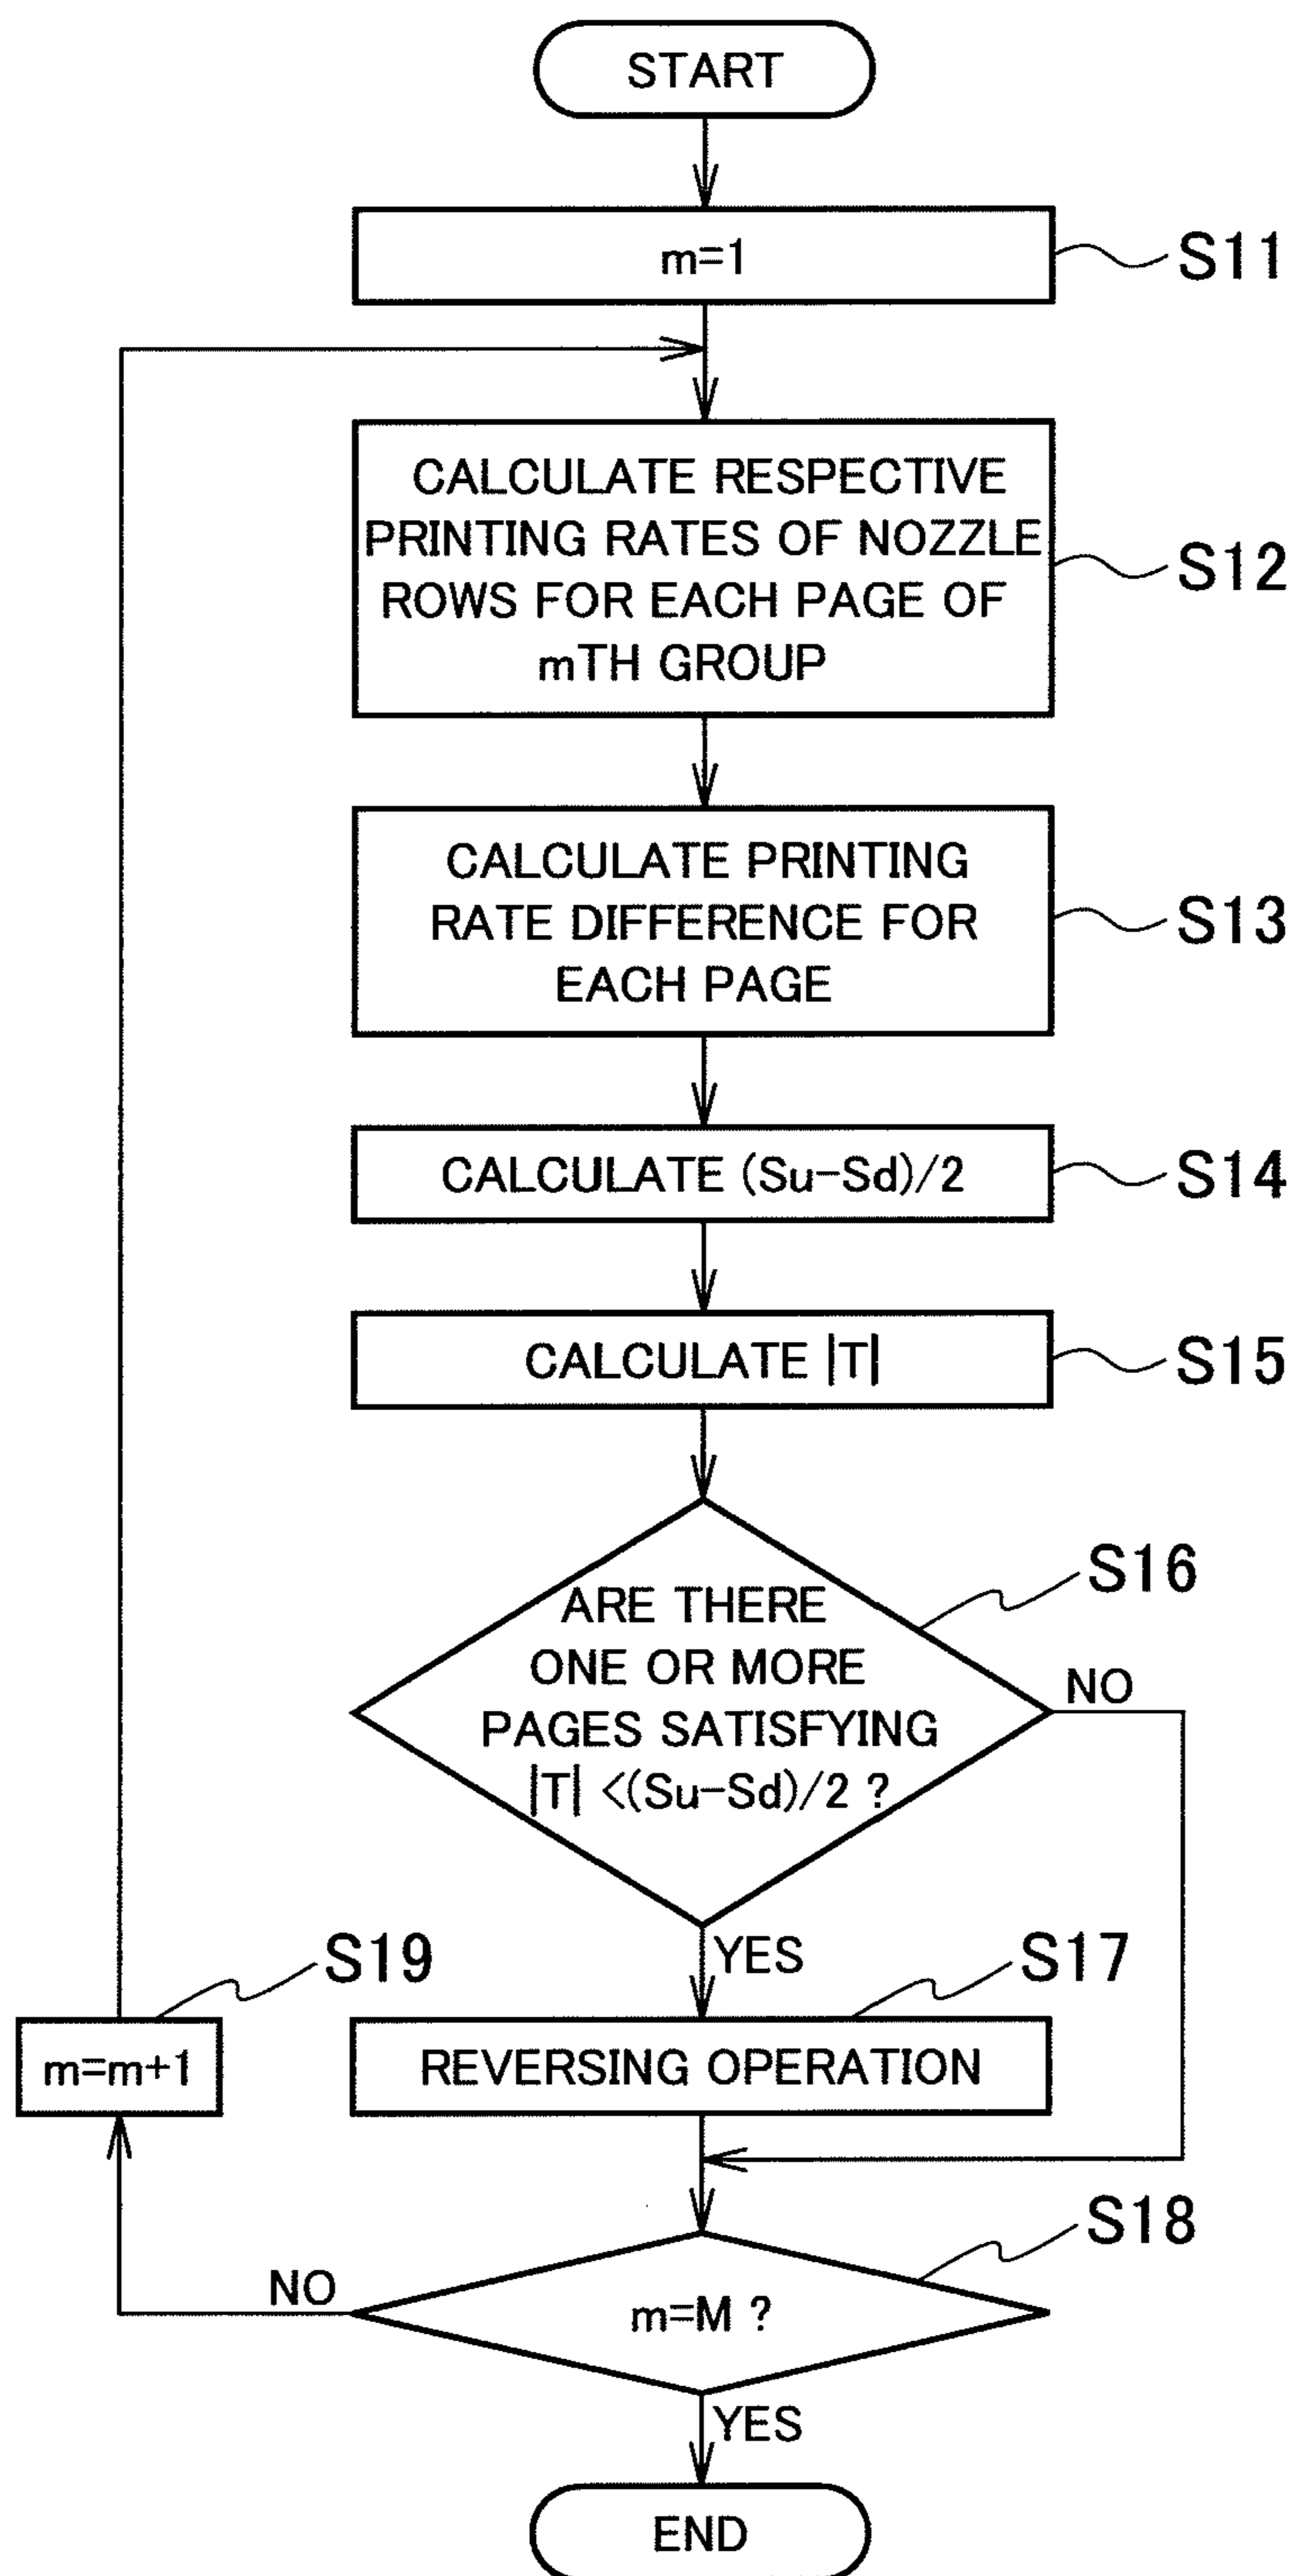 START
m=1
S11
CALCULATE RESPECTIVE
PRINTING RATES OF NOZZLE
ROWS FOR EACH PAGE OF
mTH GROUP
S12
CALCULATE PRINTING
RATE DIFFERENCE FOR
EACH PAGE
S13
CALCULATE (Su-Sd)/2
S14
CALCULATE |T|
S15
ARE THERE
ONE OR MORE
PAGES SATISFYING
|T| <(Su-Sd)/2 ?
S16
NO
YES
S17
REVERSING OPERATION
S19
m=m+1
S18
m=M ?
NO
YES
END